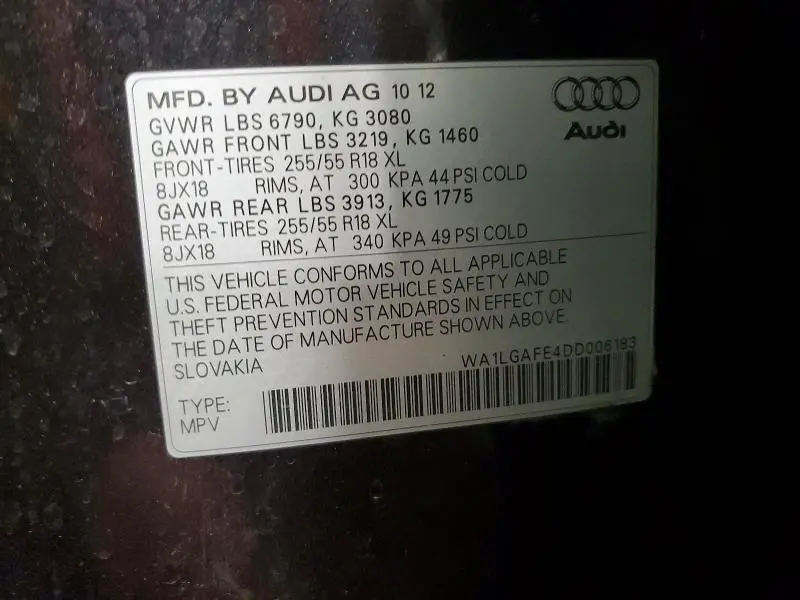 MFD. BY AUDI AG 10 12
GVWR LBS 6790, KG 3080
GAWR FRONT LBS 3219, KG 1460
FRONT-TIRES 255/55 R18 XL
8JX18 RIMS, AT 300 KPA 44 PSI COLD
GAWR REAR LBS 3913, KG 1775
REAR-TIRES 255/55 R18 XL
8JX18 RIMS, AT 340 KPA 49 PSI COLD
Audi
THIS VEHICLE CONFORMS TO ALL APPLICABLE
U.S. FEDERAL MOTOR VEHICLE SAFETY AND
THEFT PREVENTION STANDARDS IN EFFECT ON
THE DATE OF MANUFACTURE SHOWN ABOVE.
SLOVAKIA
WA1LGAFE4DD006193
TYPE:
MPV